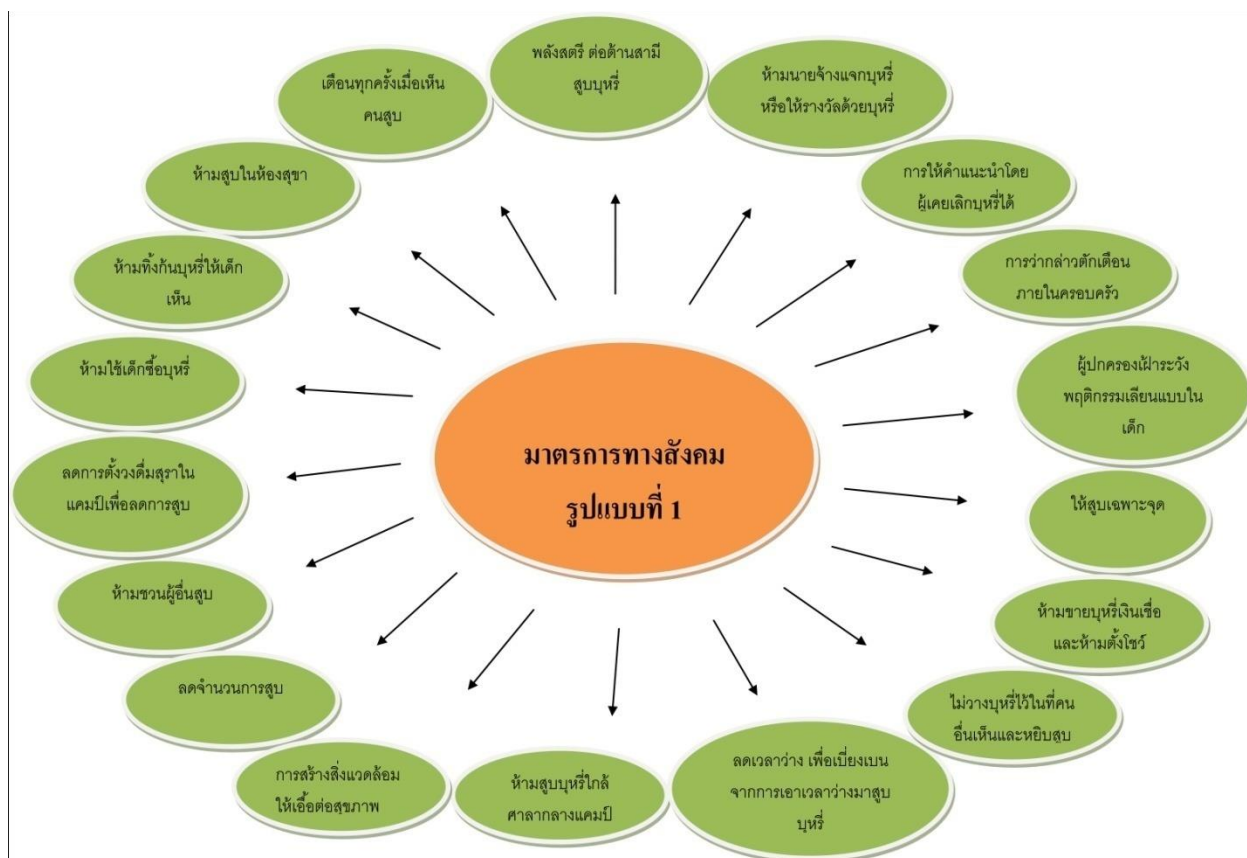 พลังสตรี ต่อต้านสามี
สูบบุหรี่
ห้ามนายจ้างแจกบุหรี่
หรือให้รางวัลด้วยบุหรี่
การให้คำแนะนำโดย
ผู้เคยเลิกบุหรี่ได้
การว่ากล่าวตักเตือน
ภายในครอบครัว
ผู้ปกครองเฝ้าระวัง
พฤติกรรมเลียนแบบใน
เด็ก
ให้สูบเฉพาะจุด
ห้ามขายบุหรี่เงินเชื่อ
และห้ามตั้งโชว์
ไม่วางบุหรี่ไว้ในที่คน
อื่นเห็นและหยิบสูบ
ลดเวลาว่าง เพื่อเบี่ยงเบน
จากการเอาเวลาว่างมาสูบ
บุหรี่
ห้ามสูบบุหรี่ใกล้
ศาลากลางแคมป์
การสร้างสิ่งแวดล้อม
ให้เอื้อต่อสุขภาพ
ลดจำนวนการสูบ
ห้ามชวนผู้อื่นสูบ
ลดการตั้งวงดื่มสุราใน
แคมป์เพื่อลดการสูบ
ห้ามใช้เด็กซื้อบุหรี่
ห้ามทิ้งก้นบุหรี่ให้เด็ก
เห็น
ห้ามสูบในห้องสุขา
เตือนทุกครั้งเมื่อเห็น
คนสูบ
มาตรการทางสังคม
รูปแบบที่ 1